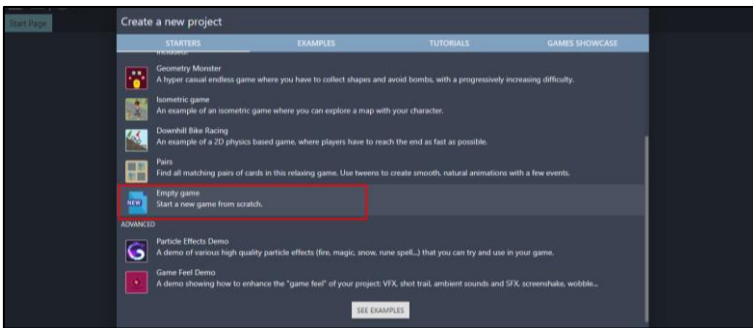 Start Page
Create a new project
STARTERS
EXAMPLES
TUTORIALS
GAMES SHOWCASE
included.
Geometry Monster
A hyper casual endless game where you have to collect shapes and avoid bombs, with a progressively increasing difficulty.
Isometric game
An example of an isometric game where you can explore a map with your character.
Downhill Bike Racing
An example of a 2D physics based game, where players have to reach the end as fast as possible.
Pairs
Find all matching pairs of cards in this relaxing game. Use tweens to create smooth, natural animations with a few events.
NEW
Empty game
Start a new game from scratch.
ADVANCED
Particle Effects Demo
A demo of various high quality particle effects (fire, magic, snow, rune spell...) that you can try and use in your game.
Game Feel Demo
A demo showing how to enhance the "game feel" of your project: VFX, shot trail, ambient sounds and SFX, screenshake, wobble...
SEE EXAMPLES